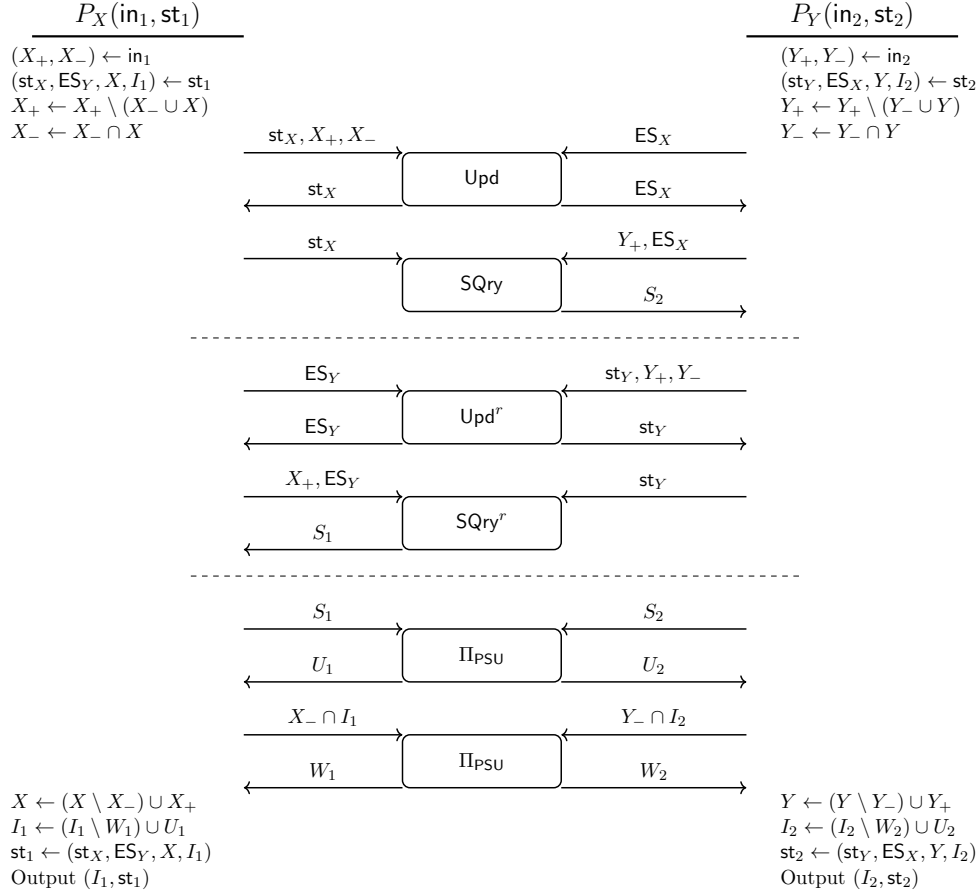 P_X(in_1, st_1)
(X_+, X_−) ← in_1
(st_X, ES_Y, X, I_1) ← st_1
X_+ ← X_+ \ (X_− ∪ X)
X_− ← X_− ∩ X
P_Y(in_2, st_2)
(Y_+, Y_−) ← in_2
(st_Y, ES_X, Y, I_2) ← st_2
Y_+ ← Y_+ \ (Y_− ∪ Y)
Y_− ← Y_− ∩ Y
st_X, X_+, X_− ES_X
Upd
st_X ES_X
st_X Y_+, ES_X
SQry
S_2
ES_Y st_Y, Y_+, Y_−
Upd^r
ES_Y st_Y
X_+, ES_Y st_Y
SQry^r
S_1
S_1 S_2
Π_PSU
U_1 U_2
X_− ∩ I_1 Y_− ∩ I_2
Π_PSU
W_1 W_2
X ← (X \ X_−) ∪ X_+
I_1 ← (I_1 \ W_1) ∪ U_1
st_1 ← (st_X, ES_Y, X, I_1)
Output (I_1, st_1)
Y ← (Y \ Y_−) ∪ Y_+
I_2 ← (I_2 \ W_2) ∪ U_2
st_2 ← (st_Y, ES_X, Y, I_2)
Output (I_2, st_2)